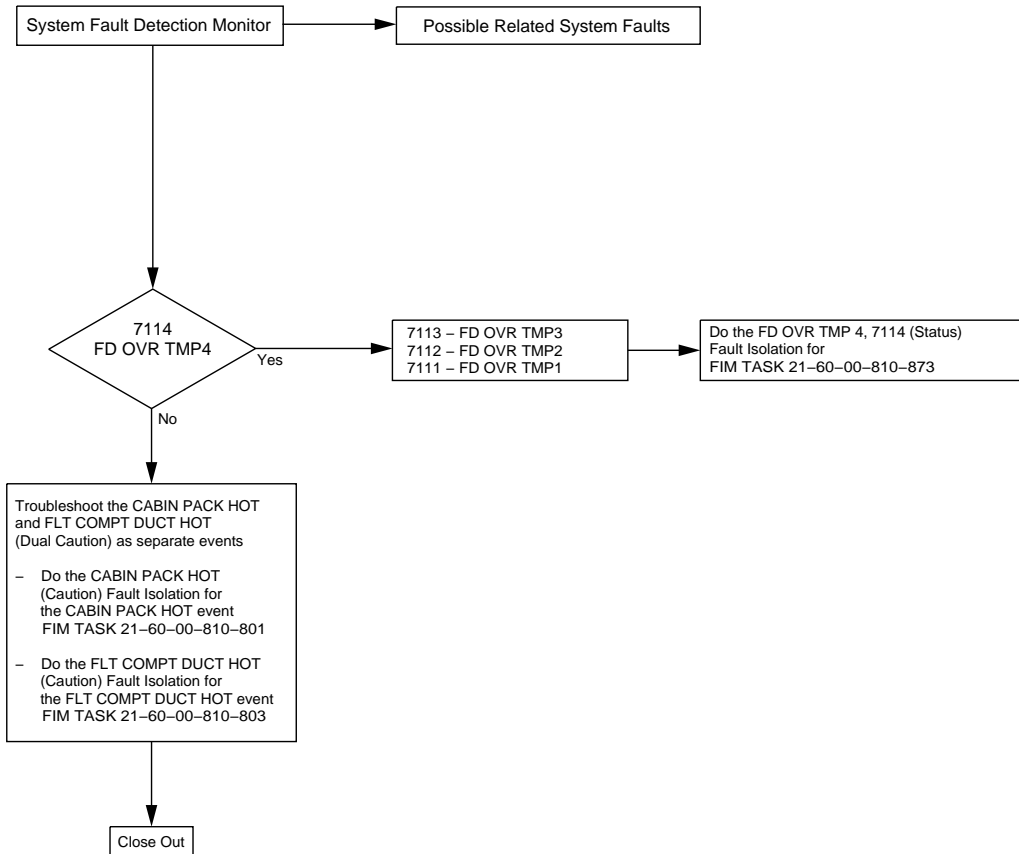 System Fault Detection Monitor
Possible Related System Faults
7114
FD OVR TMP4
Yes
7113 – FD OVR TMP3
7112 – FD OVR TMP2
7111 – FD OVR TMP1
Do the FD OVR TMP 4, 7114 (Status)
Fault Isolation for
FIM TASK 21–60–00–810–873
No
Troubleshoot the CABIN PACK HOT
and FLT COMPT DUCT HOT
(Dual Caution) as separate events
– Do the CABIN PACK HOT
(Caution) Fault Isolation for
the CABIN PACK HOT event
FIM TASK 21–60–00–810–801
– Do the FLT COMPT DUCT HOT
(Caution) Fault Isolation for
the FLT COMPT DUCT HOT event
FIM TASK 21–60–00–810–803
Close Out